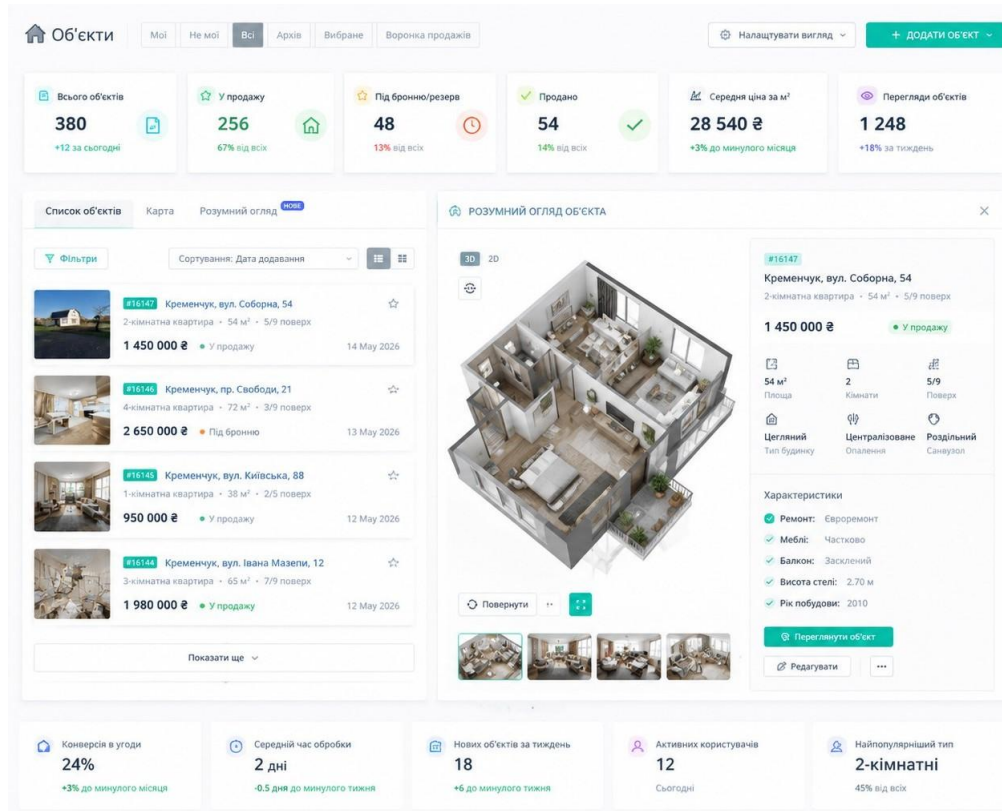 Об'єкти
Мої Не мої Всі Архів Вибране Воронка продажів
Налаштувати вигляд
+ ДОДАТИ ОБ'ЄКТ
Всього об'єктів
380
+12 за сьогодні
У продажу
256
67% від всіх
Під бронню/резерв
48
13% від всіх
Продано
54
14% від всіх
Середня ціна за м²
28 540 ₴
+3% до минулого місяця
Перегляди об'єктів
1 248
+18% за тиждень
Список об'єктів Карта Розумний огляд НОВЕ
Фільтри
Сортування: Дата додавання
#16147 Кременчук, вул. Соборна, 54
2-кімнатна квартира • 54 м² • 5/9 поверх
1 450 000 ₴ • У продажу 14 May 2026
#16146 Кременчук, пр. Свободи, 21
4-кімнатна квартира • 72 м² • 3/9 поверх
2 650 000 ₴ • Під бронню 13 May 2026
#16145 Кременчук, вул. Київська, 88
1-кімнатна квартира • 38 м² • 2/5 поверх
950 000 ₴ • У продажу 12 May 2026
#16144 Кременчук, вул. Івана Мазепи, 12
3-кімнатна квартира • 65 м² • 7/9 поверх
1 980 000 ₴ • У продажу 12 May 2026
Показати ще
РОЗУМНИЙ ОГЛЯД ОБ'ЄКТА
3D 2D
Повернути
#16147
Кременчук, вул. Соборна, 54
2-кімнатна квартира • 54 м² • 5/9 поверх
1 450 000 ₴ • У продажу
54 м² 2 5/9
Площа Кімнати Поверх
Цегляний Централізоване Роздільний
Тип будинку Опалення Санвузол
Характеристики
Ремонт: Євроремонт
Меблі: Частково
Балкон: Засклений
Висота стелі: 2.70 м
Рік побудови: 2010
Переглянути об'єкт
Редагувати
Конверсія в угоди
24%
+3% до минулого місяця
Середній час обробки
2 дні
-0.5 дня до минулого тижня
Нових об'єктів за тиждень
18
+6 до минулого тижня
Активних користувачів
12
Сьогодні
Найпопулярніший тип
2-кімнатні
45% від всіх